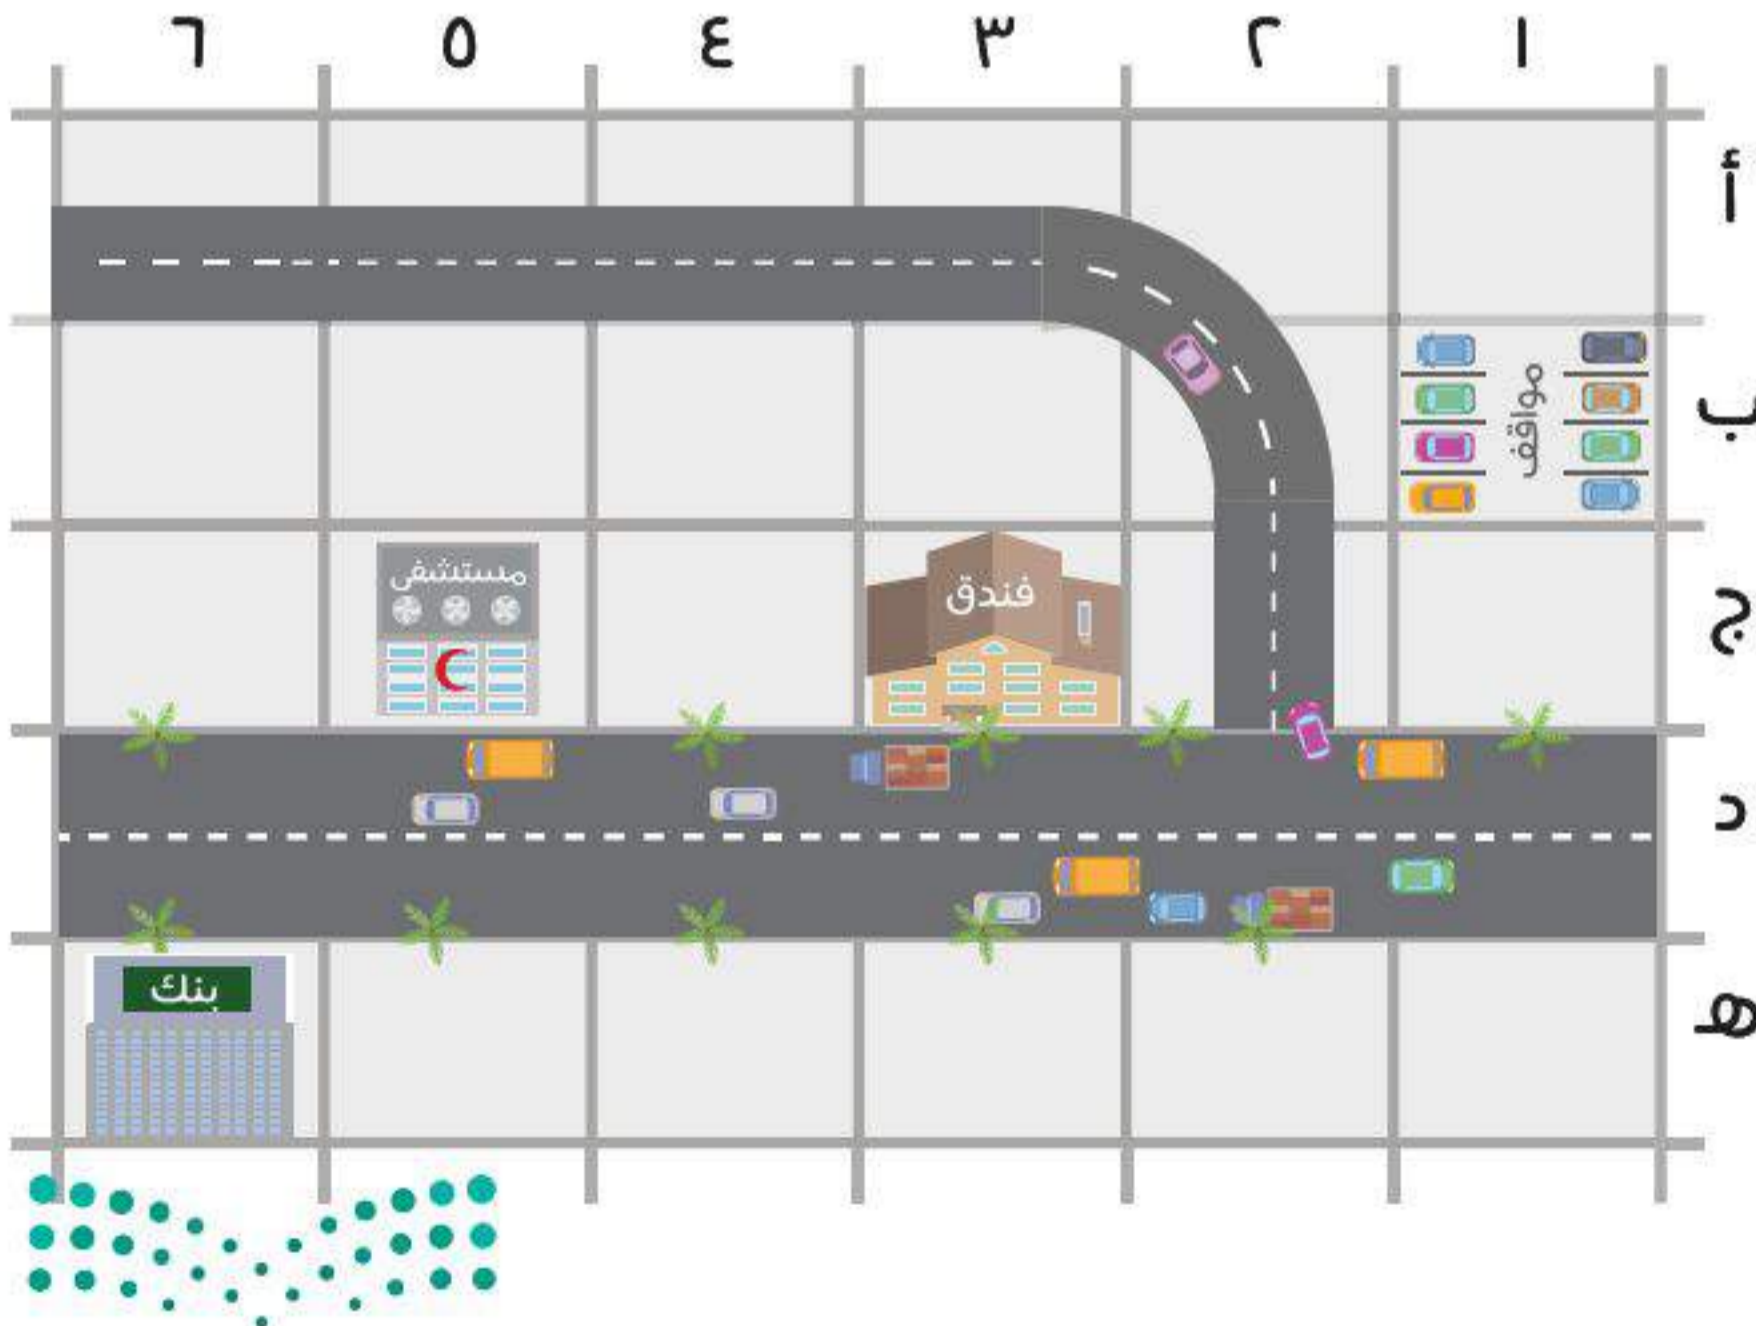 ١ ٢ ٣ ٤ ٥ ٦
أ
ب
مواقف
ج
فندق
مستشفى
د
هـ
بنك